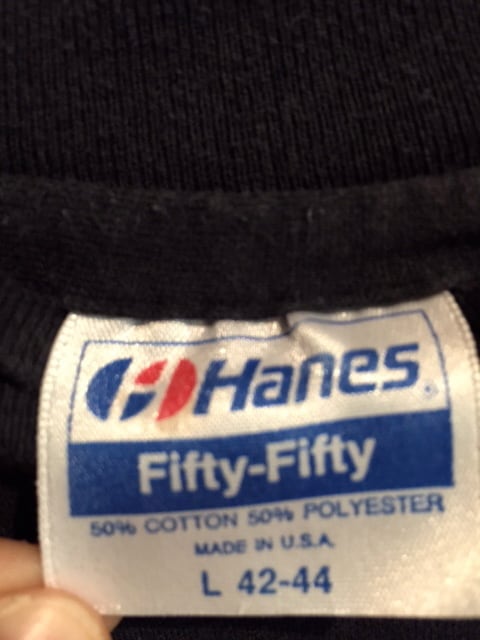 Hanes®
Fifty-Fifty
50% COTTON 50% POLYESTER
MADE IN U.S.A.
L 42-44